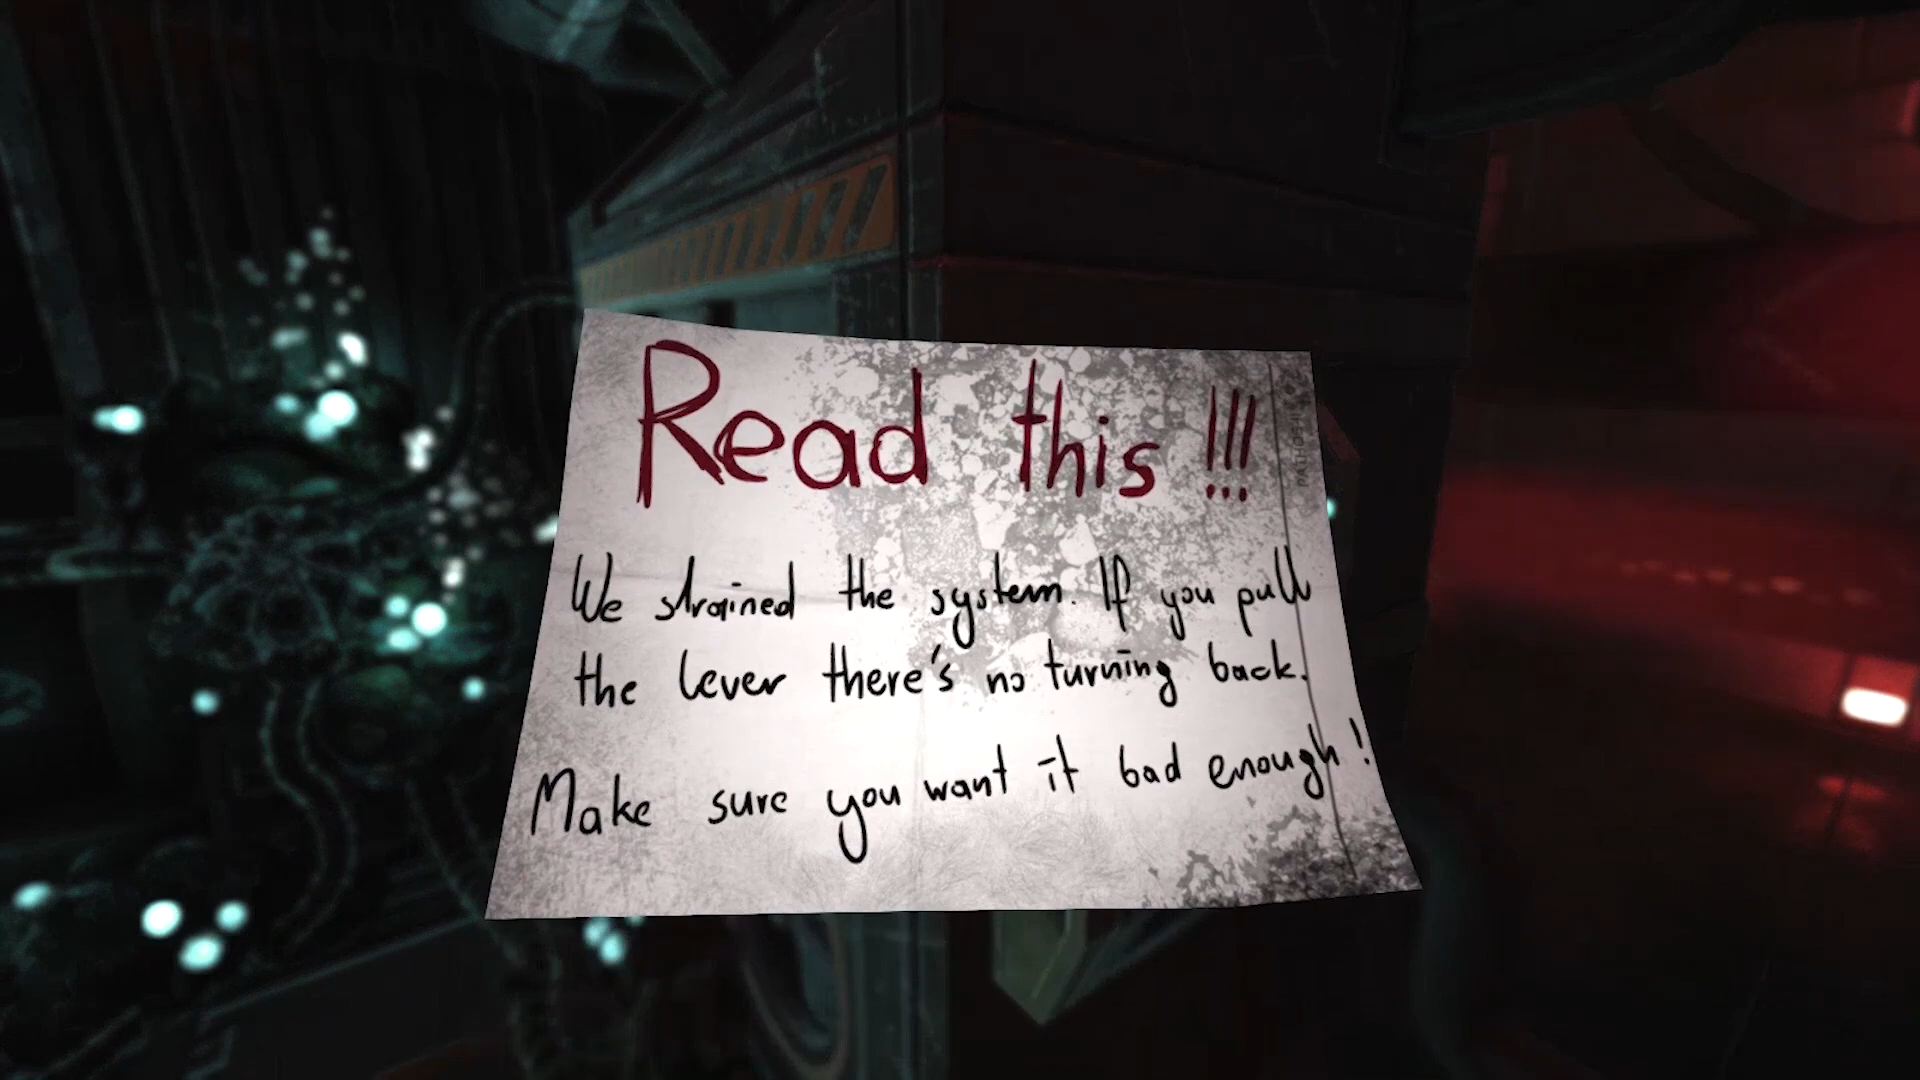 Read this !!!
We strained the system. If you pull
the lever there's no turning back.
Make sure you want it bad enough!